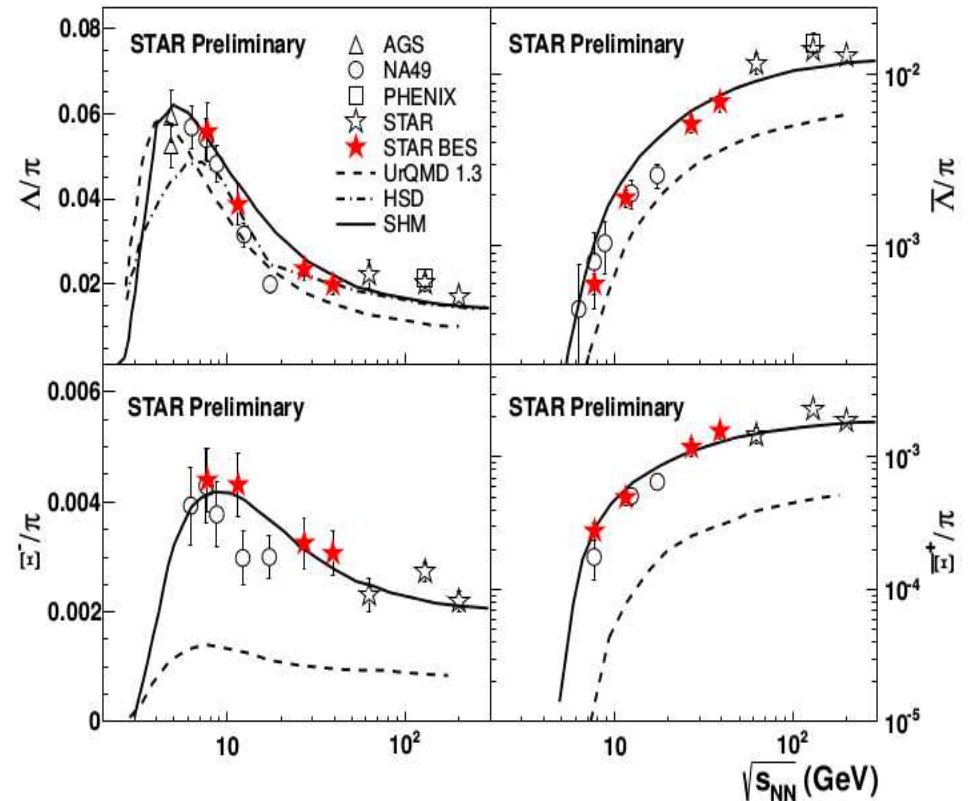 STAR Preliminary
AGS
NA49
PHENIX
STAR
STAR BES
UrQMD 1.3
HSD
SHM
0.08
0.06
0.04
0.02
Λ/π
STAR Preliminary
10⁻²
10⁻³
Λ̅/π
STAR Preliminary
0.006
0.004
0.002
0
Ξ⁻/π
10
10²
STAR Preliminary
10⁻³
10⁻⁴
10⁻⁵
Ξ̅⁺/π
10
10²
√s_NN (GeV)